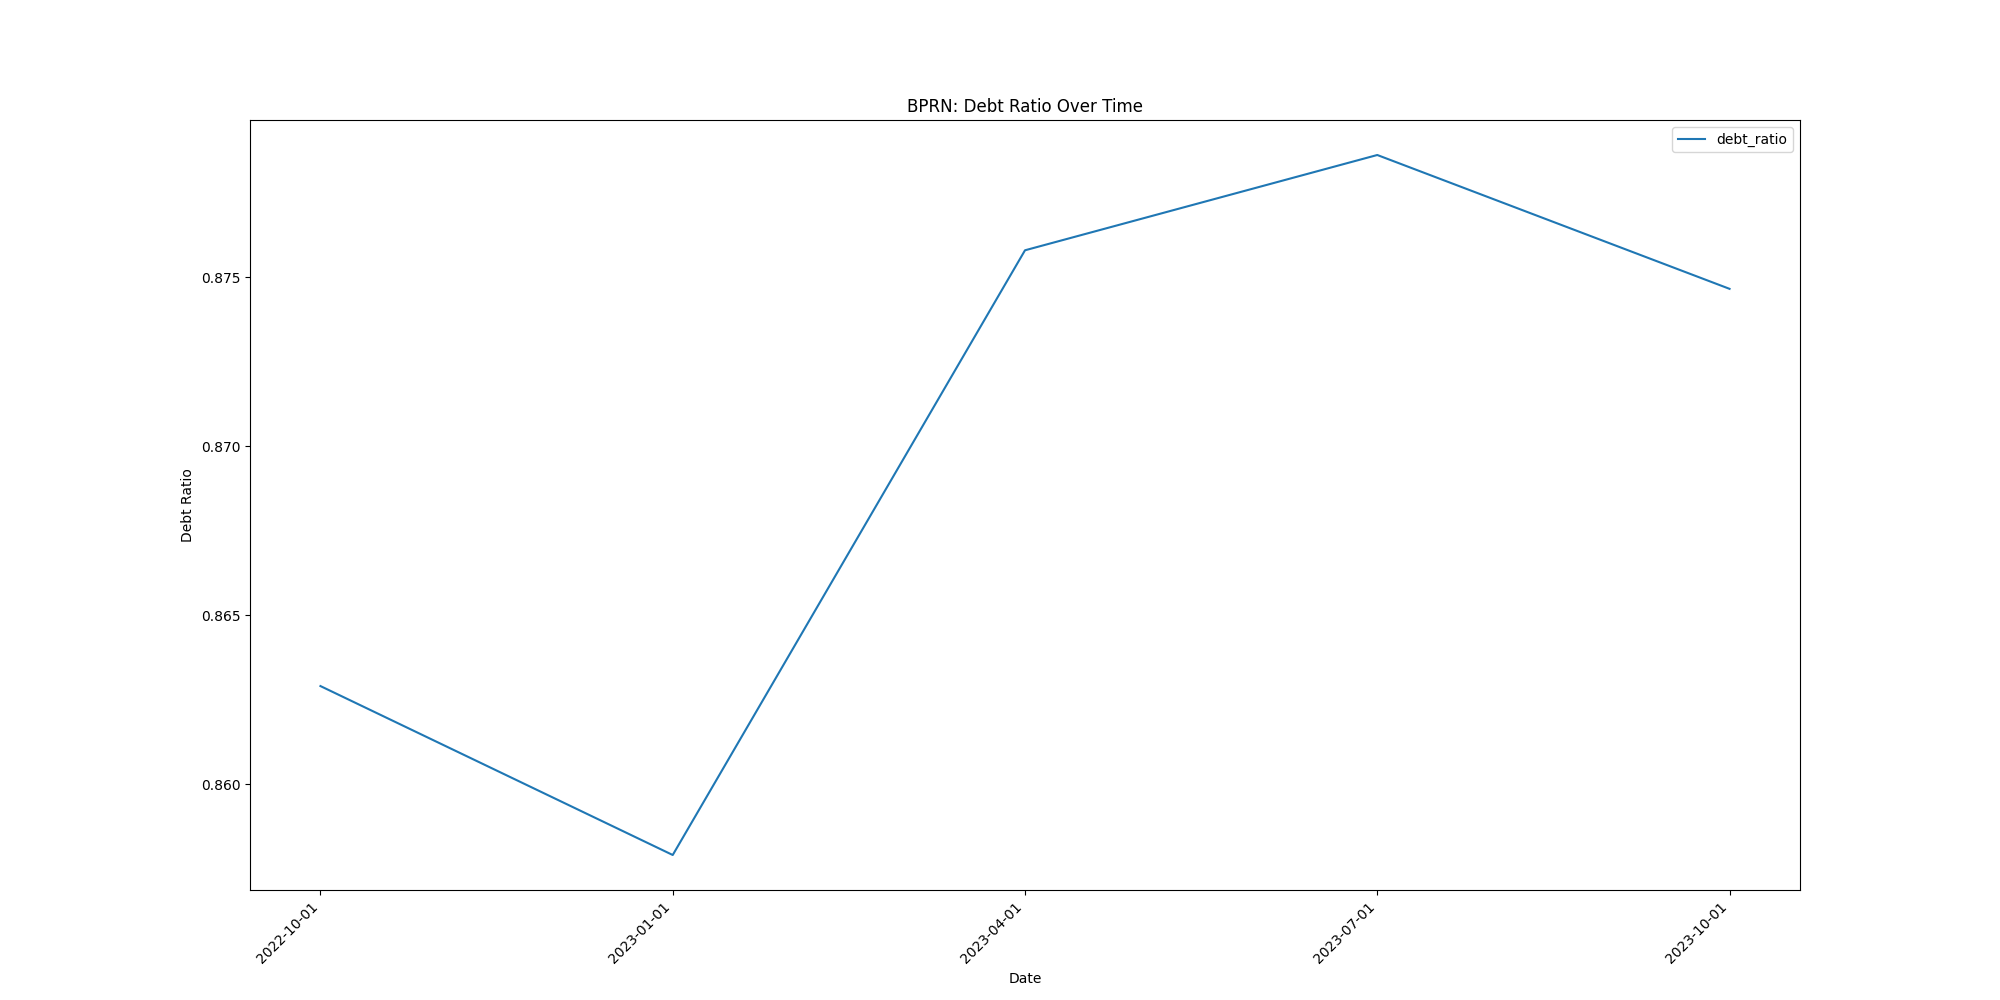 BPRN: Debt Ratio Over Time
debt_ratio
0.875
0.870
0.865
0.860
Debt Ratio
2022-10-01
2023-01-01
2023-04-01
2023-07-01
2023-10-01
Date